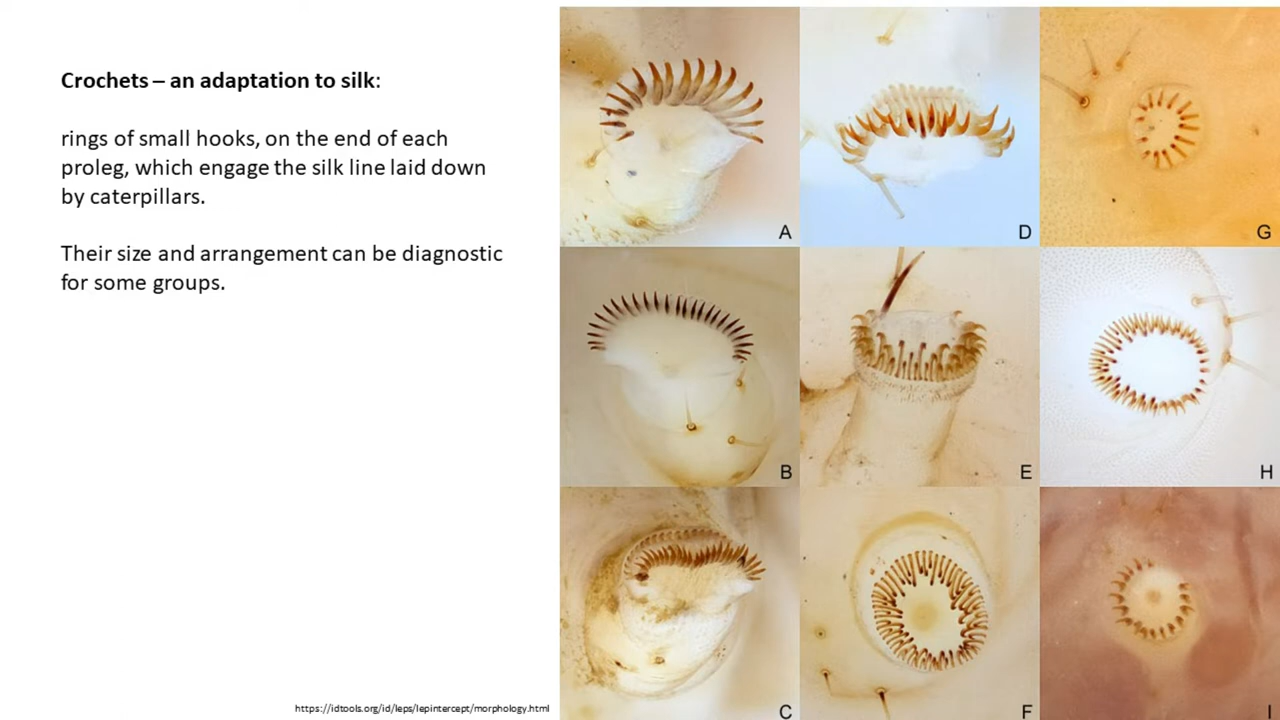 Crochets – an adaptation to silk:
rings of small hooks, on the end of each
proleg, which engage the silk line laid down
by caterpillars.
Their size and arrangement can be diagnostic
for some groups.
https://idtools.org/id/leps/lepintercept/morphology.html
A
D
G
B
E
H
C
F
I